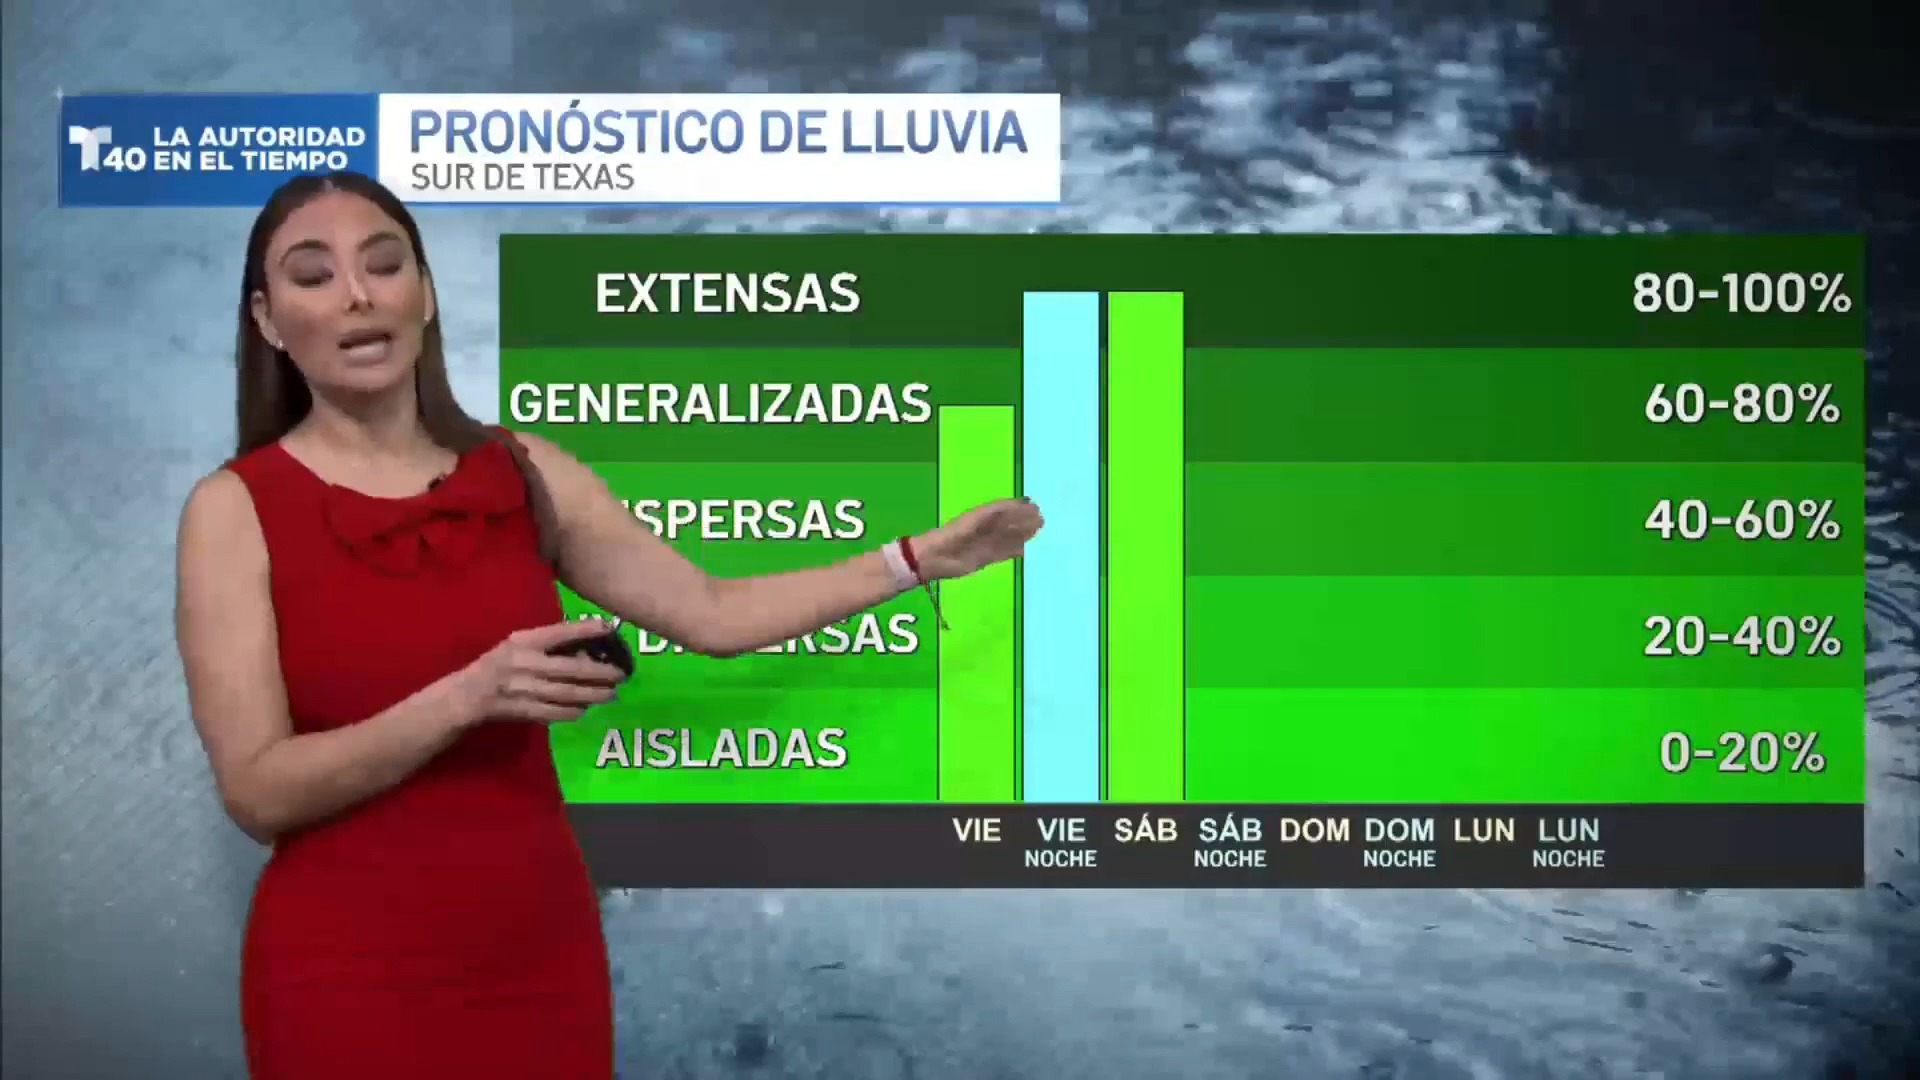 T40
LA AUTORIDAD
EN EL TIEMPO
PRONÓSTICO DE LLUVIA
SUR DE TEXAS
EXTENSAS
80-100%
GENERALIZADAS
60-80%
40-60%
20-40%
AISLADAS
0-20%
VIE
VIE
NOCHE
SÁB
SÁB
NOCHE
DOM
DOM
NOCHE
LUN
LUN
NOCHE